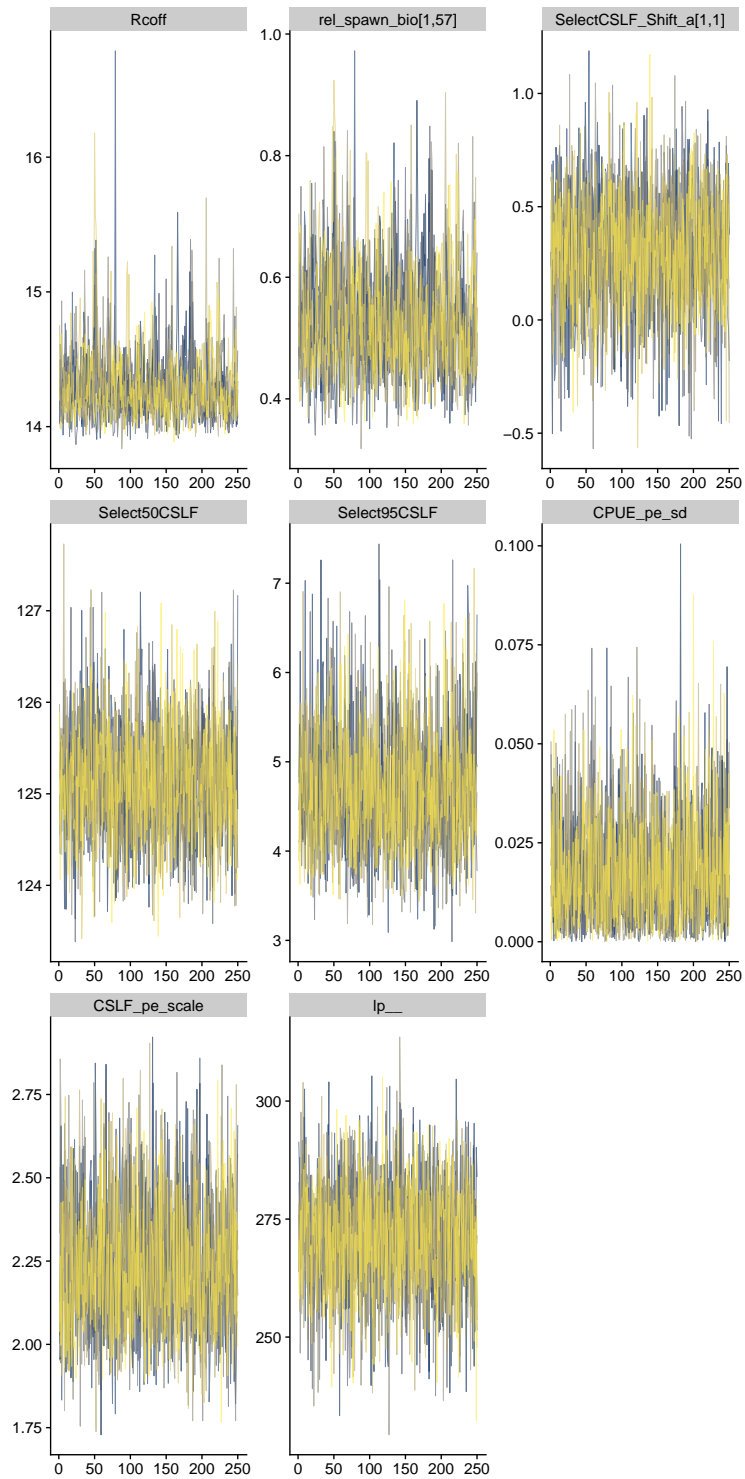 Rcoff
rel_spawn_bio[1,57]
SelectCSLF_Shift_a[1,1]
16
15
14
0 50 100 150 200 250
1.0
0.8
0.6
0.4
0 50 100 150 200 250
1.0
0.5
0.0
−0.5
0 50 100 150 200 250
Select50CSLF
Select95CSLF
CPUE_pe_sd
127
126
125
124
0 50 100 150 200 250
7
6
5
4
3
0 50 100 150 200 250
0.100
0.075
0.050
0.025
0.000
0 50 100 150 200 250
CSLF_pe_scale
lp__
2.75
2.50
2.25
2.00
1.75
0 50 100 150 200 250
300
275
250
0 50 100 150 200 250